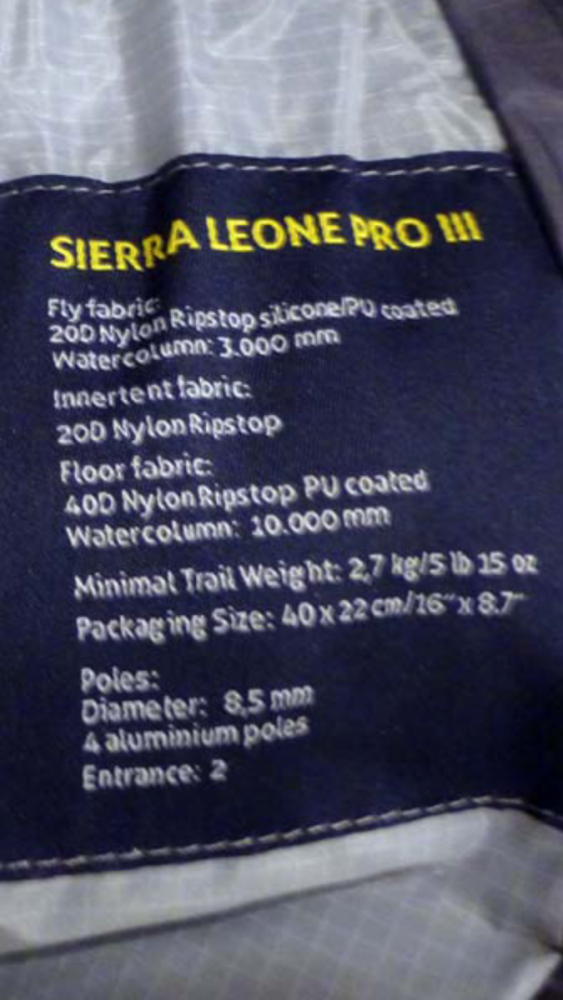 SIERRA LEONE PRO III
Fly fabric:
20D Nylon Ripstop silicone/PU coated
Watercolumn: 3.000 mm
Innertent fabric:
20D Nylon Ripstop
Floor fabric:
40D Nylon Ripstop PU coated
Watercolumn: 10.000 mm
Minimal Trail Weight: 2,7 kg/5 lb 15 oz
Packaging Size: 40 x 22 cm/16" x 8.7"
Poles:
Diameter: 8,5 mm
4 aluminium poles
Entrance: 2